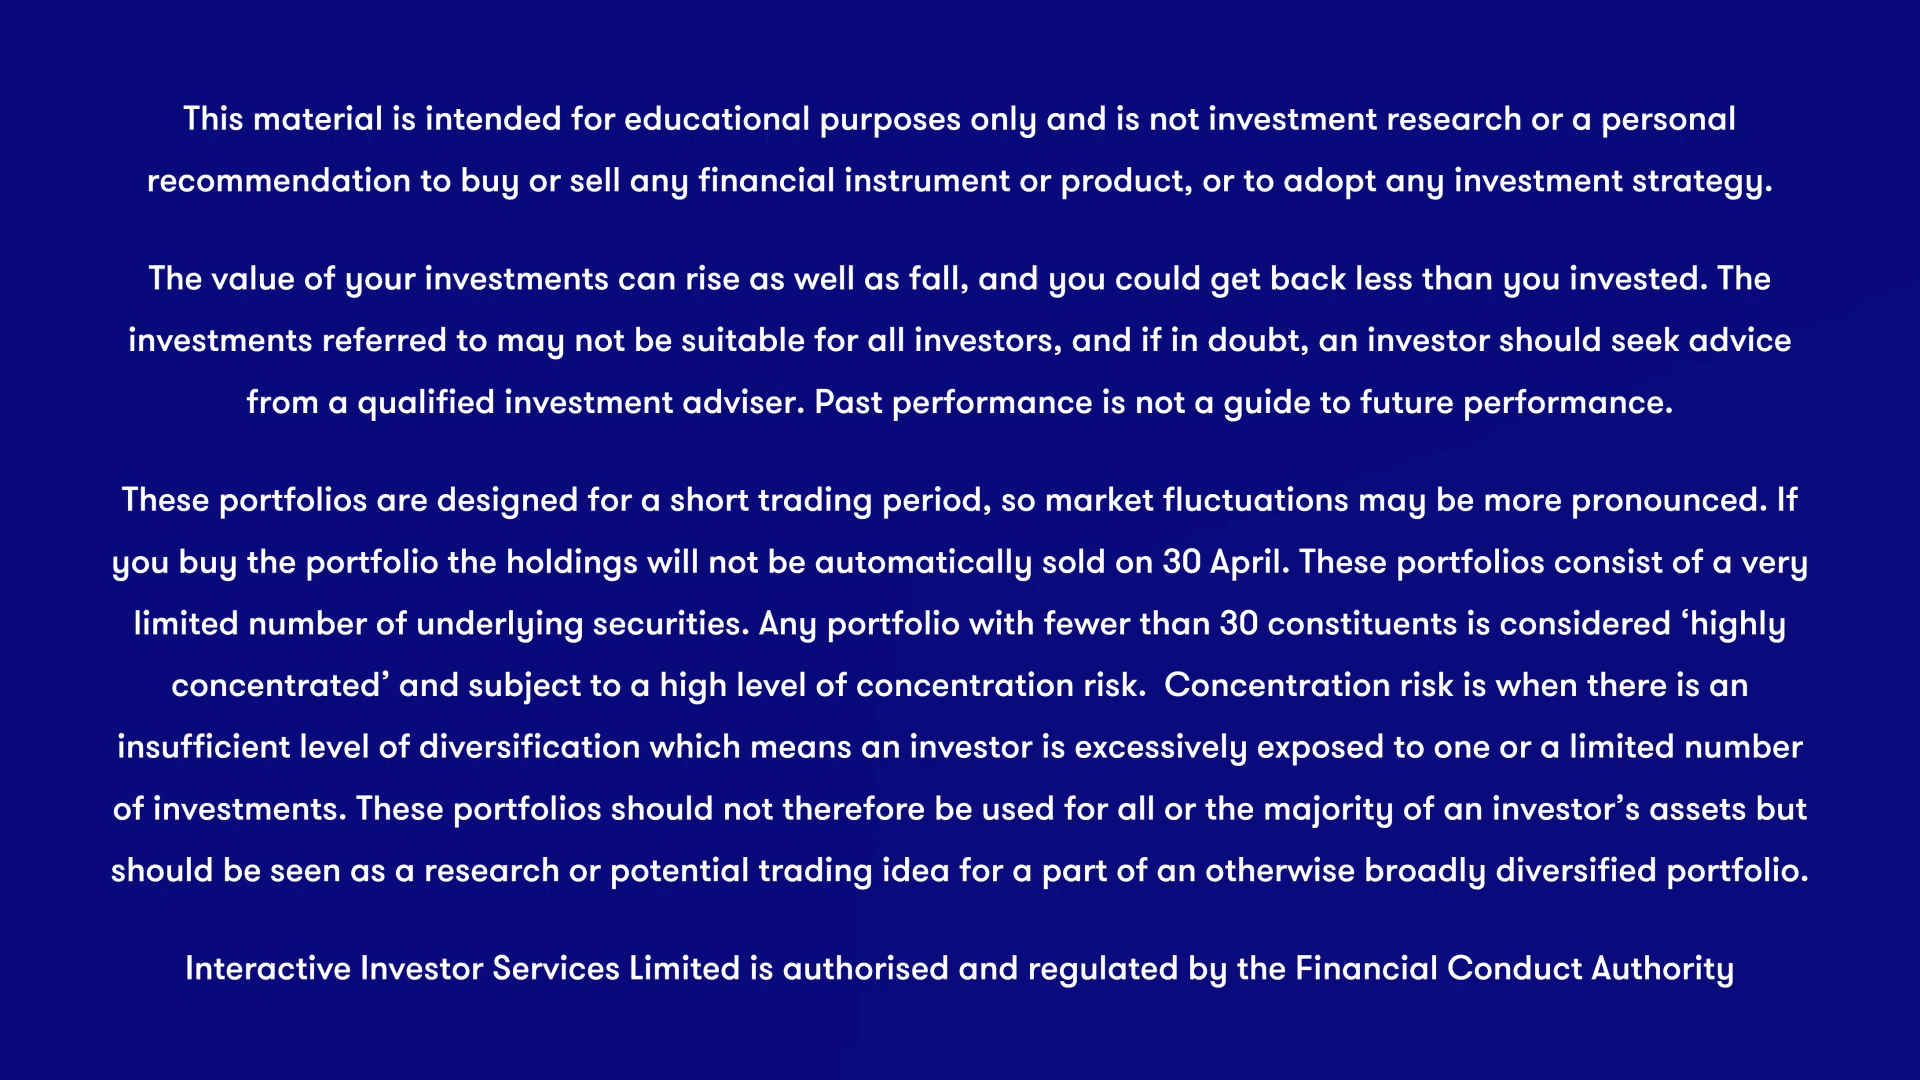 This material is intended for educational purposes only and is not investment research or a personal
recommendation to buy or sell any financial instrument or product, or to adopt any investment strategy.
The value of your investments can rise as well as fall, and you could get back less than you invested. The
investments referred to may not be suitable for all investors, and if in doubt, an investor should seek advice
from a qualified investment adviser. Past performance is not a guide to future performance.
These portfolios are designed for a short trading period, so market fluctuations may be more pronounced. If
you buy the portfolio the holdings will not be automatically sold on 30 April. These portfolios consist of a very
limited number of underlying securities. Any portfolio with fewer than 30 constituents is considered ‘highly
concentrated’ and subject to a high level of concentration risk.  Concentration risk is when there is an
insufficient level of diversification which means an investor is excessively exposed to one or a limited number
of investments. These portfolios should not therefore be used for all or the majority of an investor’s assets but
should be seen as a research or potential trading idea for a part of an otherwise broadly diversified portfolio.
Interactive Investor Services Limited is authorised and regulated by the Financial Conduct Authority